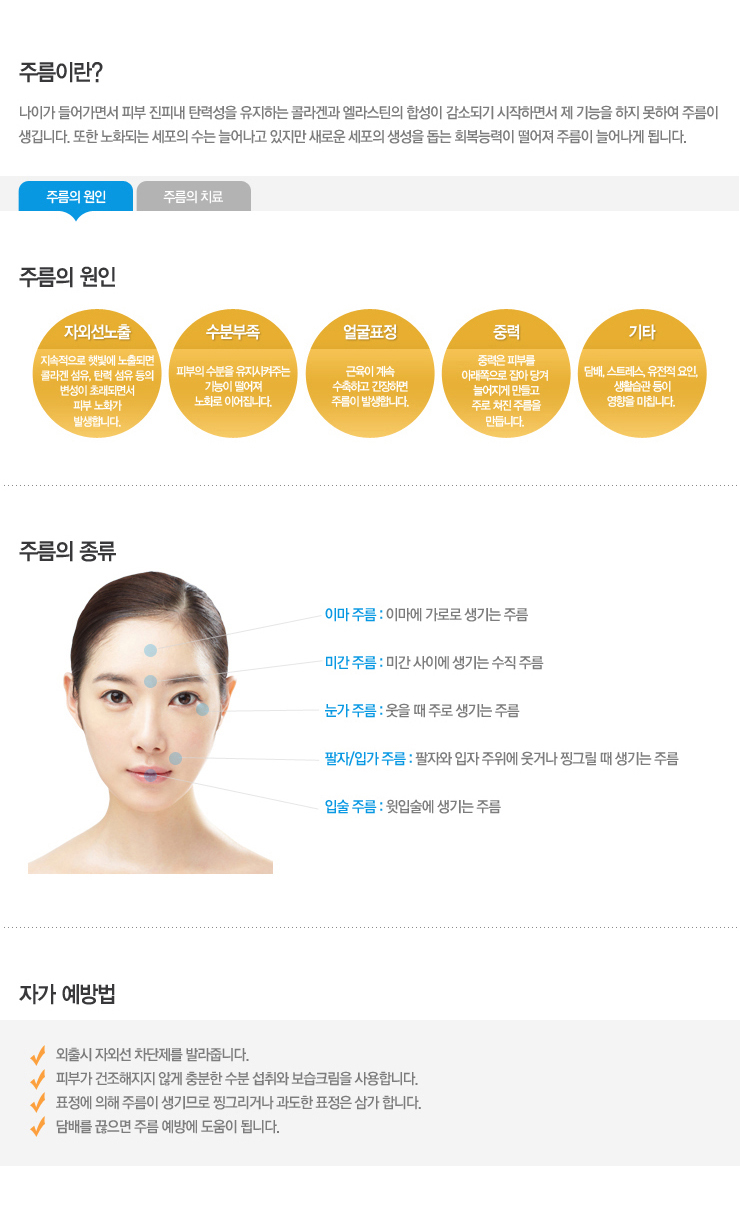 주름이란?
나이가 들어가면서 피부 진피내 탄력성을 유지하는 콜라겐과 엘라스틴의 합성이 감소되기 시작하면서 제 기능을 하지 못하여 주름이
생깁니다. 또한 노화되는 세포의 수는 늘어나고 있지만 새로운 세포의 생성을 돕는 회복능력이 떨어져 주름이 늘어나게 됩니다.
주름의 원인
주름의 치료
주름의 원인
자외선노출
지속적으로 햇빛에 노출되면
콜라겐 섬유, 탄력 섬유 등의
변성이 초래되면서
피부 노화가
발생합니다.
수분부족
피부의 수분을 유지시켜주는
기능이 떨어져
노화로 이어집니다.
얼굴표정
근육이 계속
수축하고 긴장하면
주름이 발생합니다.
중력
중력은 피부를
아래쪽으로 잡아 당겨
늘어지게 만들고
주로 쳐진 주름을
만듭니다.
기타
담배, 스트레스, 유전적 요인,
생활습관 등이
영향을 미칩니다.
주름의 종류
이마 주름 : 이마에 가로로 생기는 주름
미간 주름 : 미간 사이에 생기는 수직 주름
눈가 주름 : 웃을 때 주로 생기는 주름
팔자/입가 주름 : 팔자와 입자 주위에 웃거나 찡그릴 때 생기는 주름
입술 주름 : 윗입술에 생기는 주름
자가 예방법
외출시 자외선 차단제를 발라줍니다.
피부가 건조해지지 않게 충분한 수분 섭취와 보습크림을 사용합니다.
표정에 의해 주름이 생기므로 찡그리거나 과도한 표정은 삼가 합니다.
담배를 끊으면 주름 예방에 도움이 됩니다.